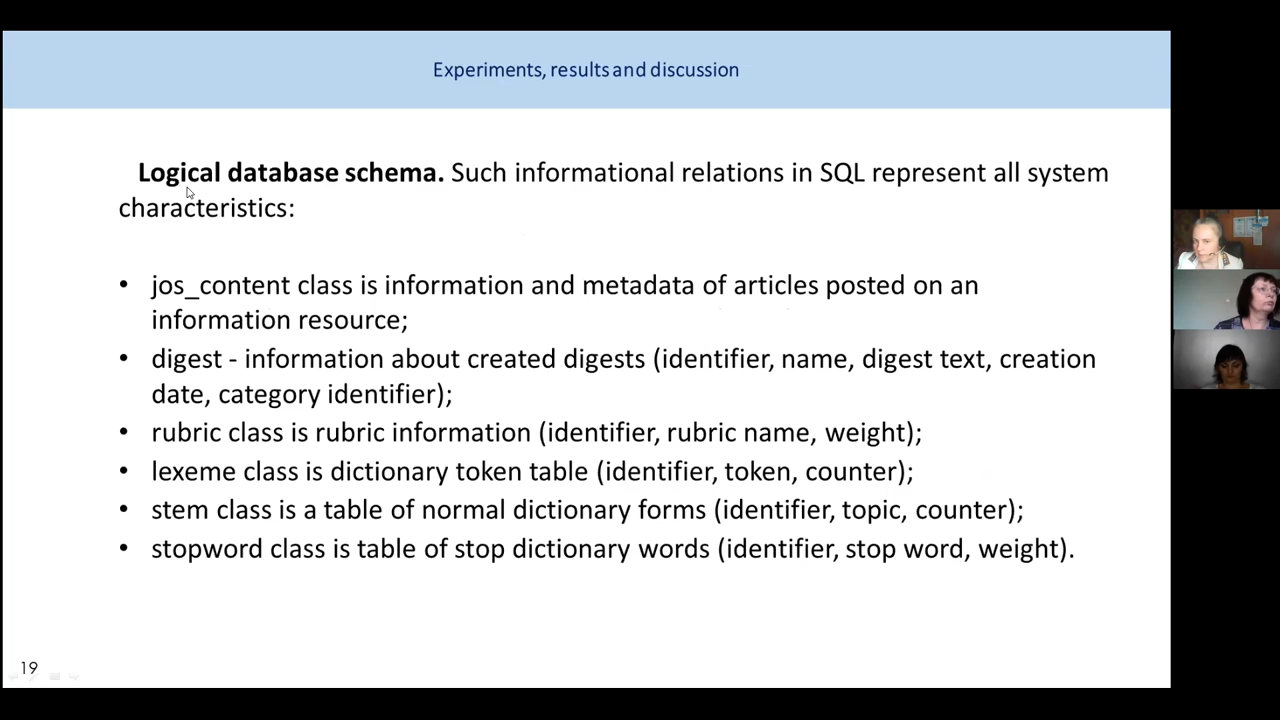 Experiments, results and discussion
Logical database schema. Such informational relations in SQL represent all system
characteristics:
• jos_content class is information and metadata of articles posted on an
information resource;
• digest - information about created digests (identifier, name, digest text, creation
date, category identifier);
• rubric class is rubric information (identifier, rubric name, weight);
• lexeme class is dictionary token table (identifier, token, counter);
• stem class is a table of normal dictionary forms (identifier, topic, counter);
• stopword class is table of stop dictionary words (identifier, stop word, weight).
19